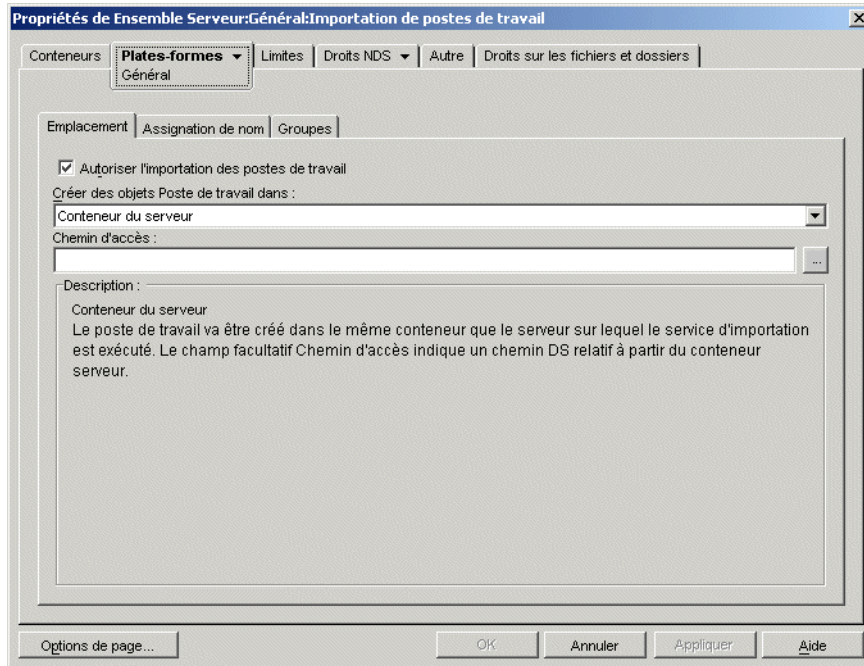 Propriétés de Ensemble Serveur:Général:Importation de postes de travail
Conteneurs Plates-formes Limites Droits NDS Autre Droits sur les fichiers et dossiers
Général
Emplacement Assignation de nom Groupes
Autoriser l'importation des postes de travail
Créer des objets Poste de travail dans :
Conteneur du serveur
Chemin d'accès :
...
Description :
Conteneur du serveur
Le poste de travail va être créé dans le même conteneur que le serveur sur lequel le service d'importation
est exécuté. Le champ facultatif Chemin d'accès indique un chemin DS relatif à partir du conteneur
serveur.
Options de page... OK Annuler Appliquer Aide